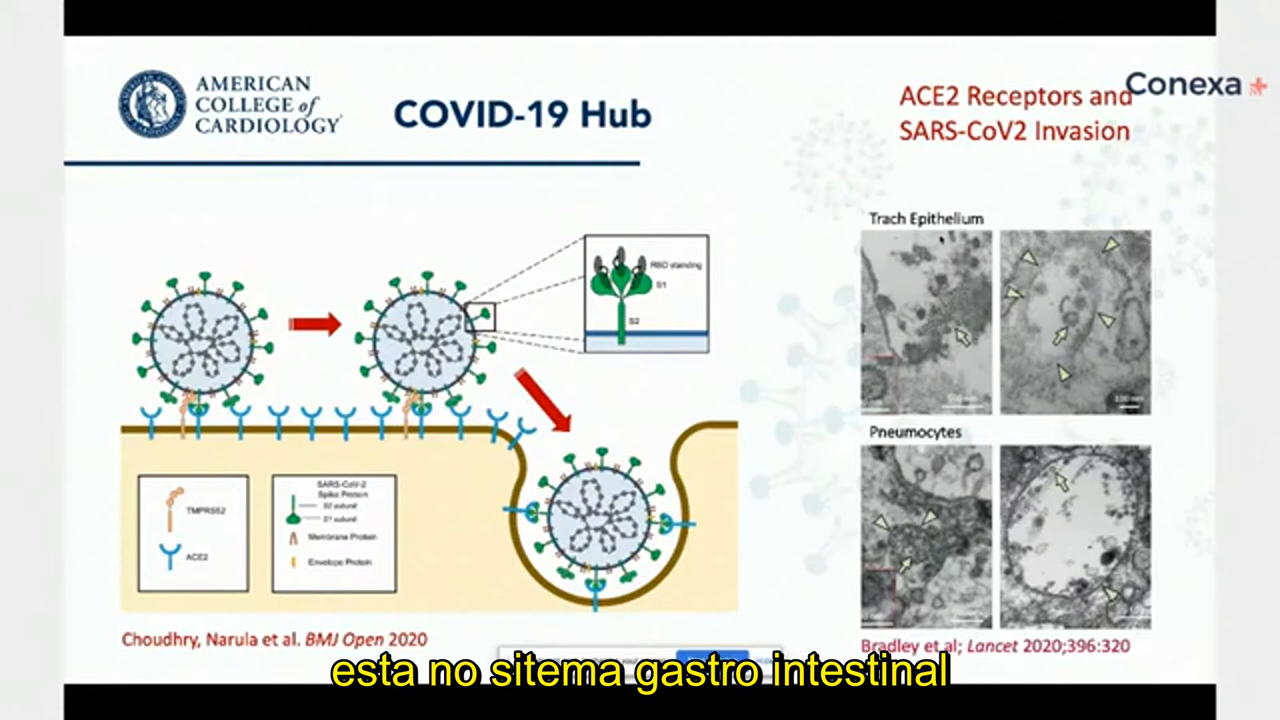 AMERICAN
COLLEGE of
CARDIOLOGY
COVID-19 Hub
ACE2 Receptors and
SARS-CoV2 Invasion
Conexa
RBD standing
S1
S2
TMPRSS2
ACE2
SARS-CoV-2
Spike Protein
S2 subunit
S1 subunit
Membrane Protein
Envelope Protein
Trach Epithelium
Pneumocytes
Choudhry, Narula et al. BMJ Open 2020
Bradley et al; Lancet 2020;396:320
esta no sitema gastro intestinal